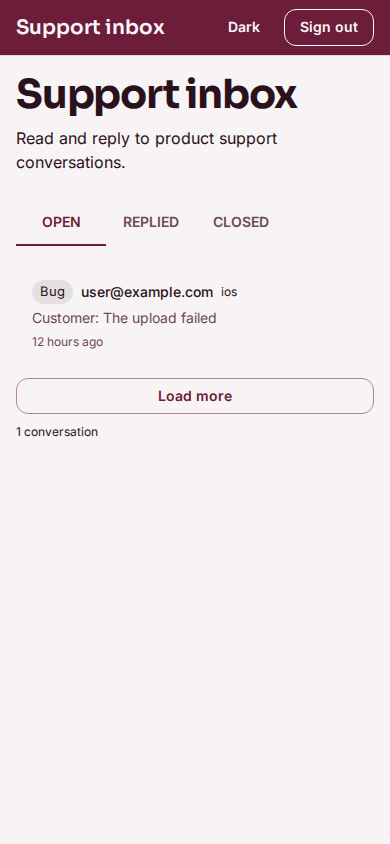 Support inbox Dark Sign out
Support inbox
Read and reply to product support
conversations.
OPEN REPLIED CLOSED
Bug user@example.com ios
Customer: The upload failed
12 hours ago
Load more
1 conversation